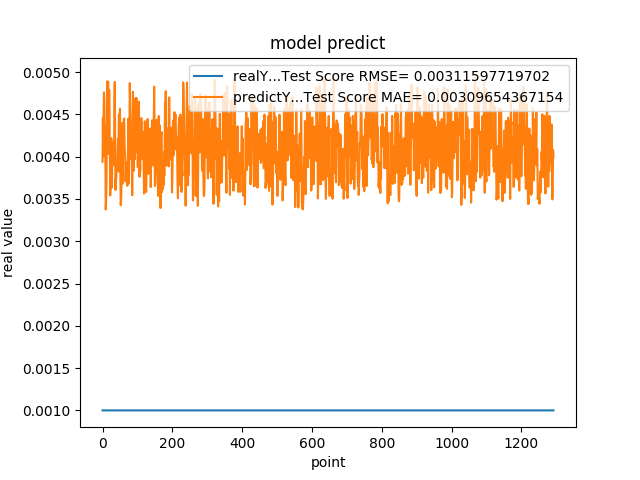 model predict
realY...Test Score RMSE= 0.00311597719702
predictY...Test Score MAE= 0.00309654367154
0.0050
0.0045
0.0040
0.0035
0.0030
0.0025
0.0020
0.0015
0.0010
real value
0 200 400 600 800 1000 1200
point